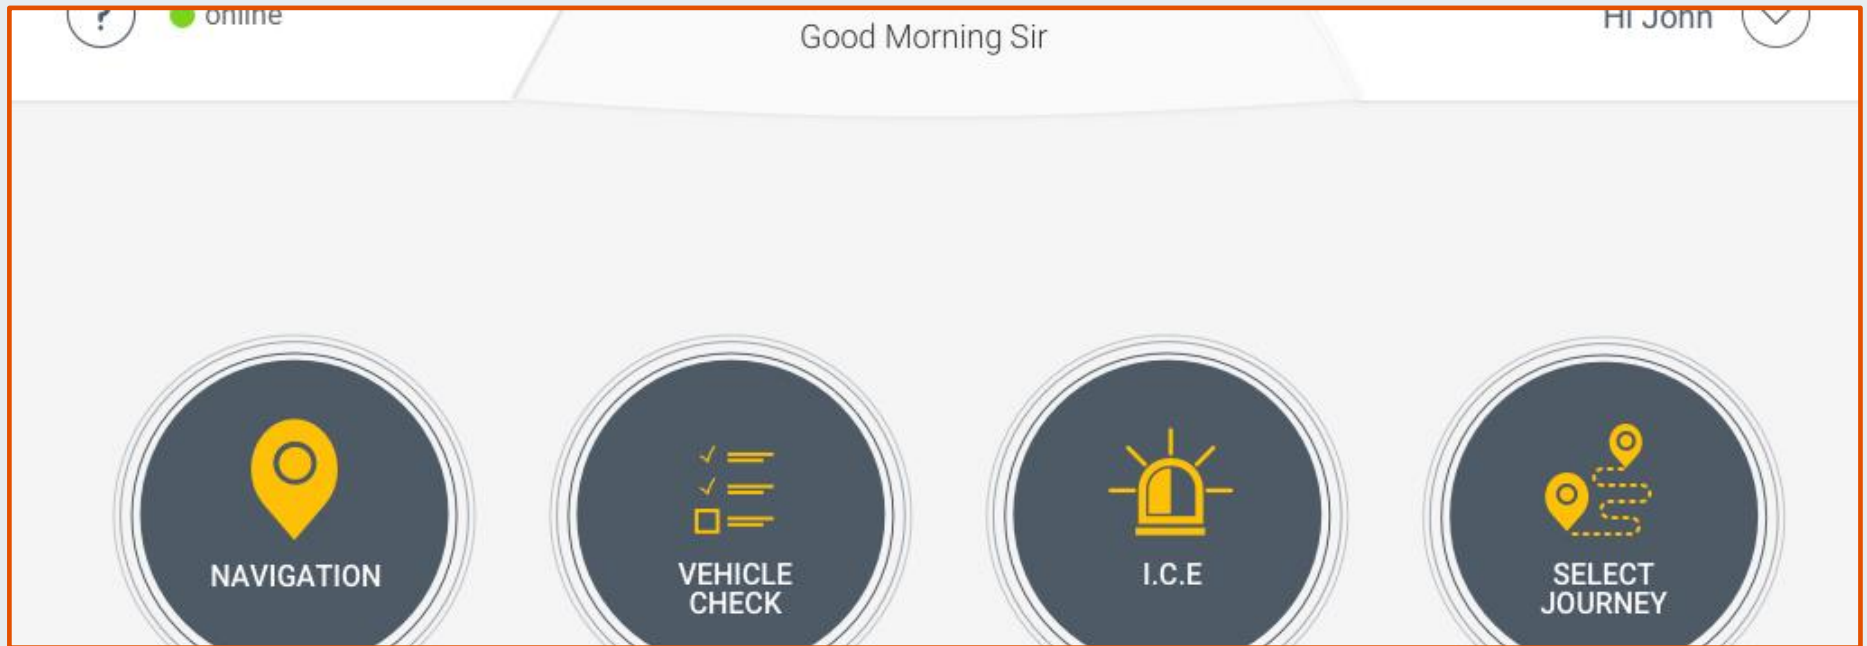 ?
online
Good Morning Sir
Hi John
NAVIGATION
VEHICLE
CHECK
I.C.E
SELECT
JOURNEY